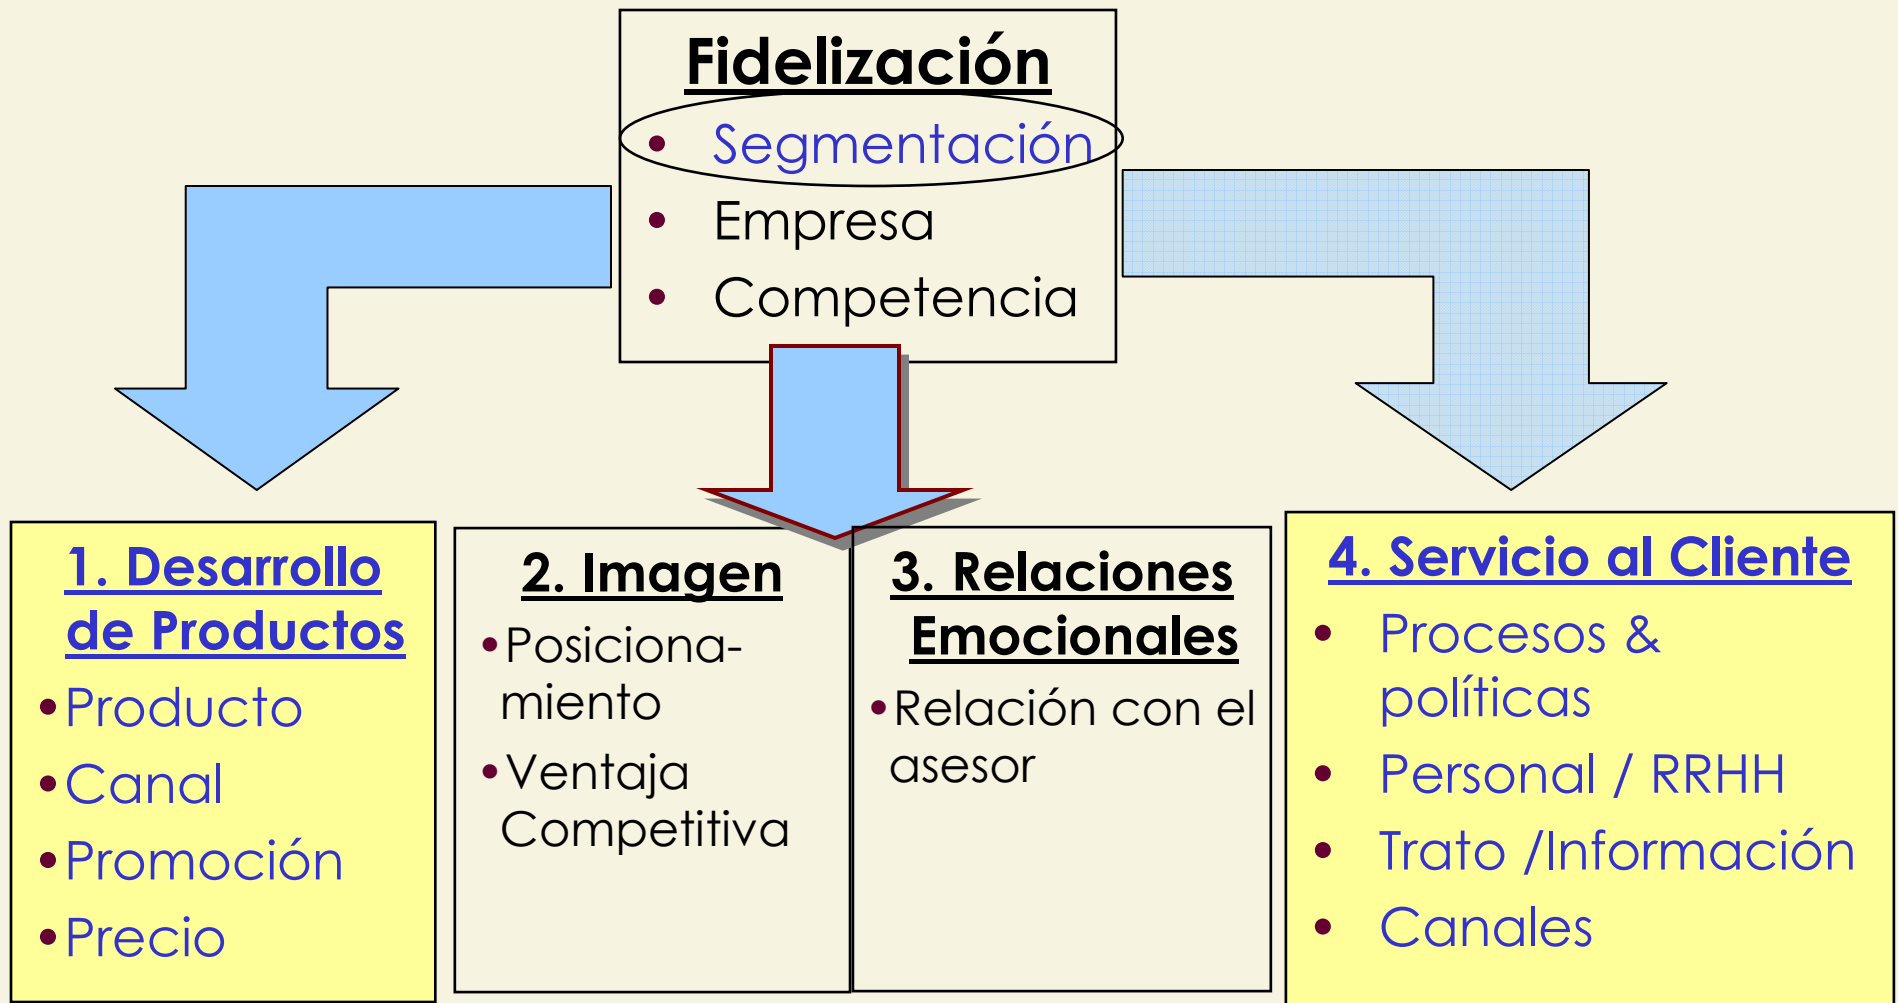 Fidelización
• Segmentación
• Empresa
• Competencia
1. Desarrollo
de Productos
• Producto
• Canal
• Promoción
• Precio
2. Imagen
• Posiciona-
miento
• Ventaja
Competitiva
3. Relaciones
Emocionales
• Relación con el
asesor
4. Servicio al Cliente
• Procesos &
políticas
• Personal / RRHH
• Trato /Información
• Canales